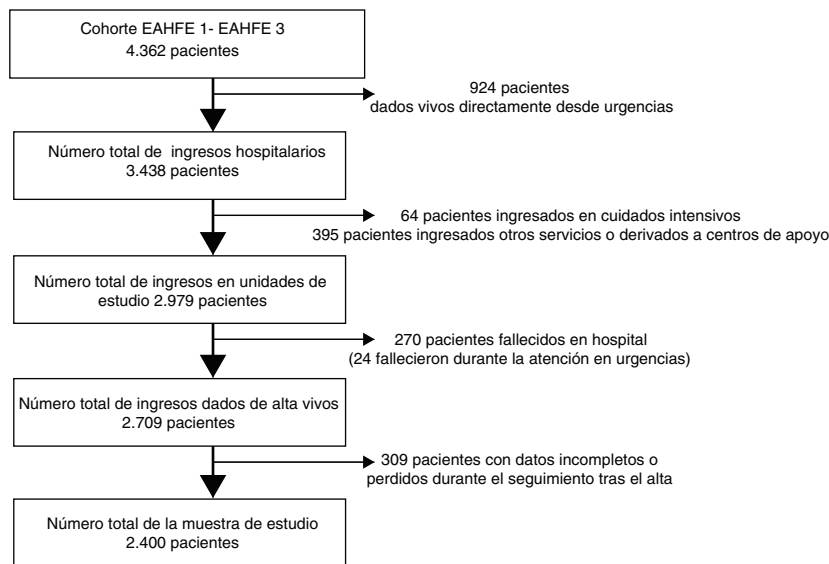 Cohorte EAHFE 1- EAHFE 3
4.362 pacientes
924 pacientes
dados vivos directamente desde urgencias
Número total de ingresos hospitalarios
3.438 pacientes
64 pacientes ingresados en cuidados intensivos
395 pacientes ingresados otros servicios o derivados a centros de apoyo
Número total de ingresos en unidades de
estudio 2.979 pacientes
270 pacientes fallecidos en hospital
(24 fallecieron durante la atención en urgencias)
Número total de ingresos dados de alta vivos
2.709 pacientes
309 pacientes con datos incompletos o
perdidos durante el seguimiento tras el alta
Número total de la muestra de estudio
2.400 pacientes